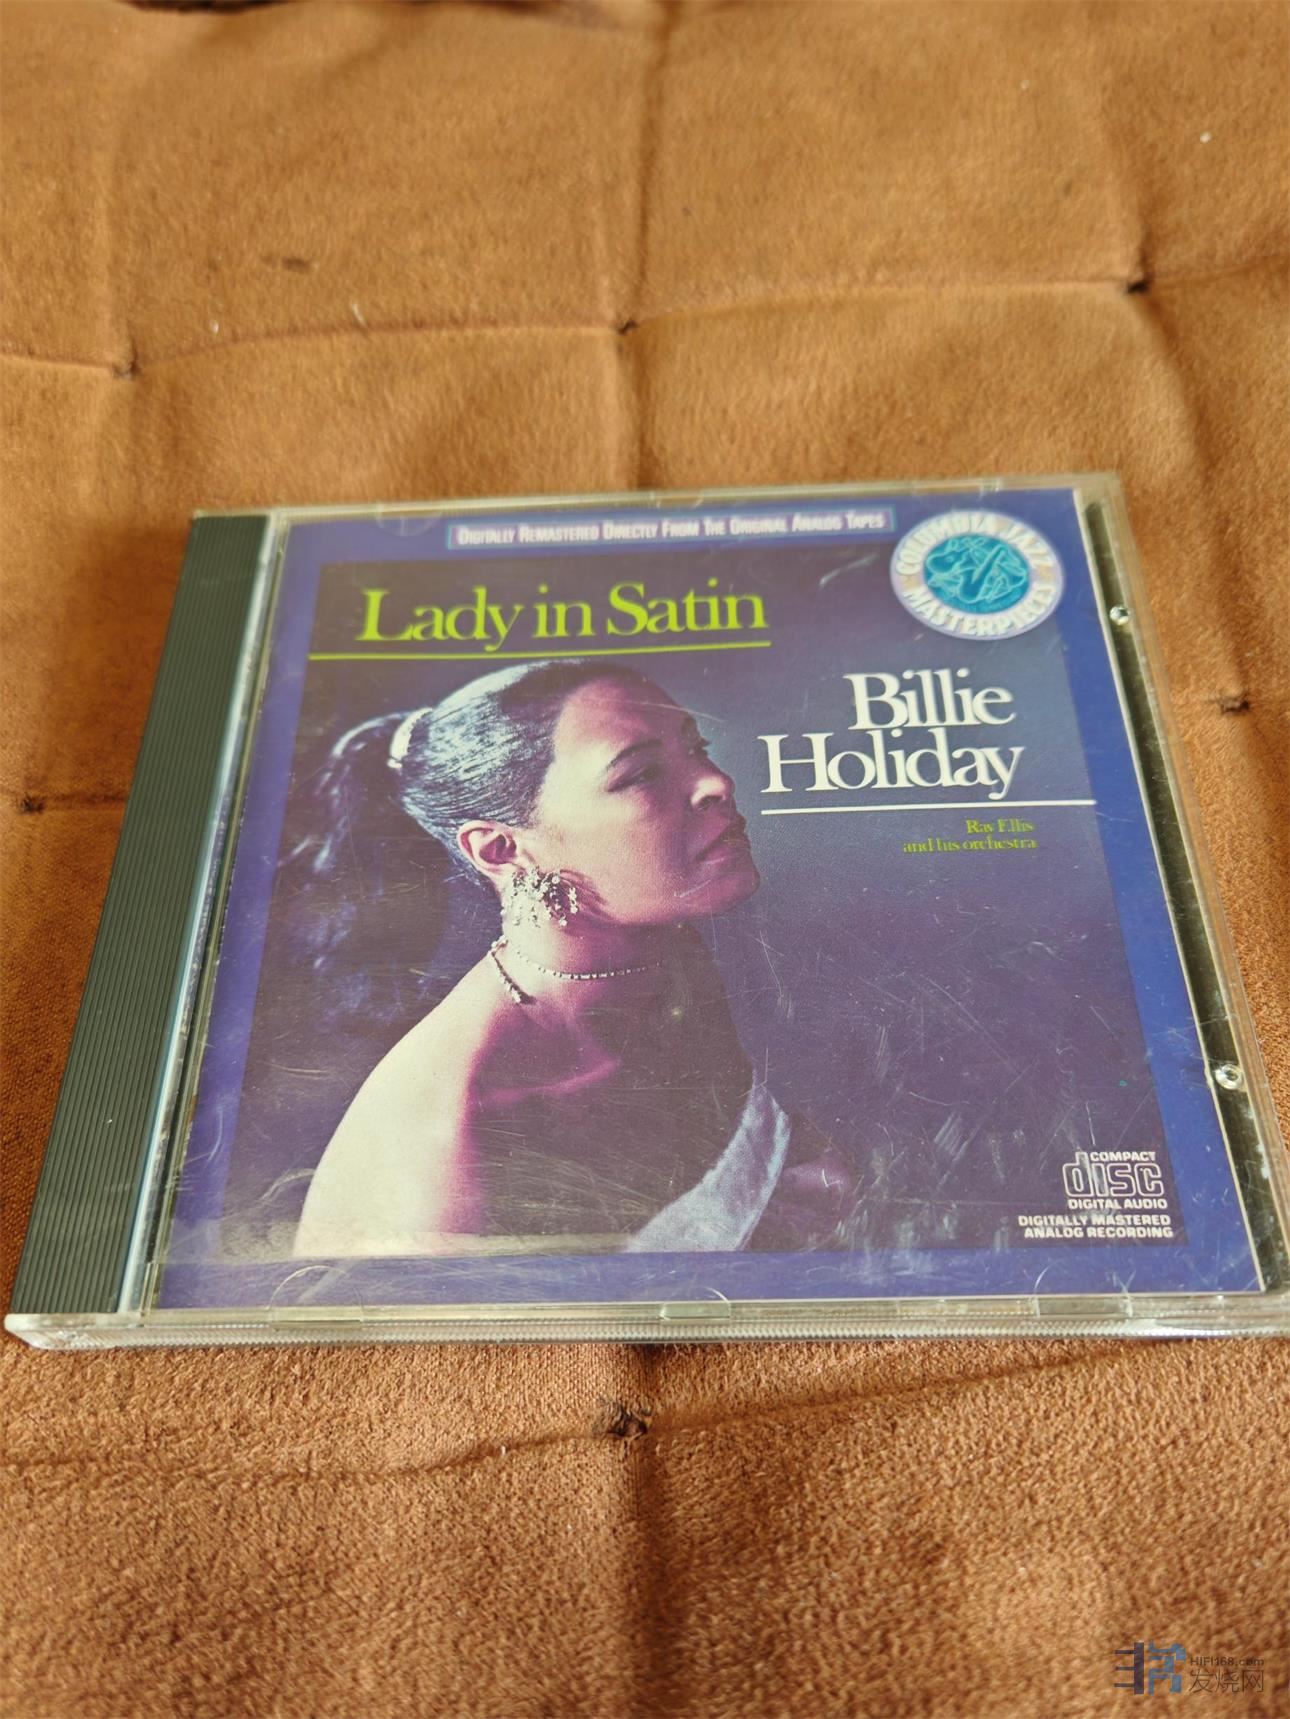 DIGITALLY REMASTERED DIRECTLY FROM THE ORIGINAL ANALOG TAPES
COLUMBIA JAZZ
MASTERPIECES
Lady in Satin
Billie
Holiday
Ray Ellis
and his orchestra
COMPACT
disc
DIGITAL AUDIO
DIGITALLY MASTERED
ANALOG RECORDING
HIFI168.com
发烧网